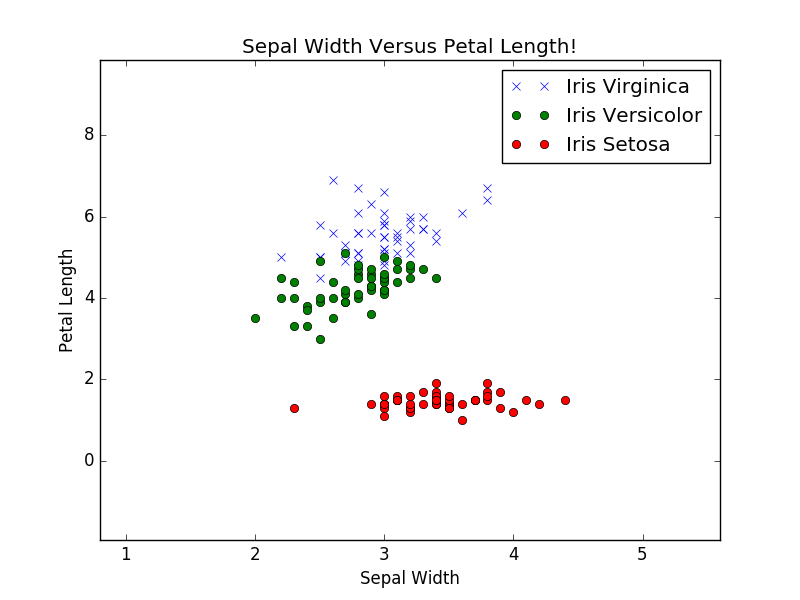 Sepal Width Versus Petal Length!
Iris Virginica
Iris Versicolor
Iris Setosa
8
6
4
2
0
Petal Length
1 2 3 4 5
Sepal Width